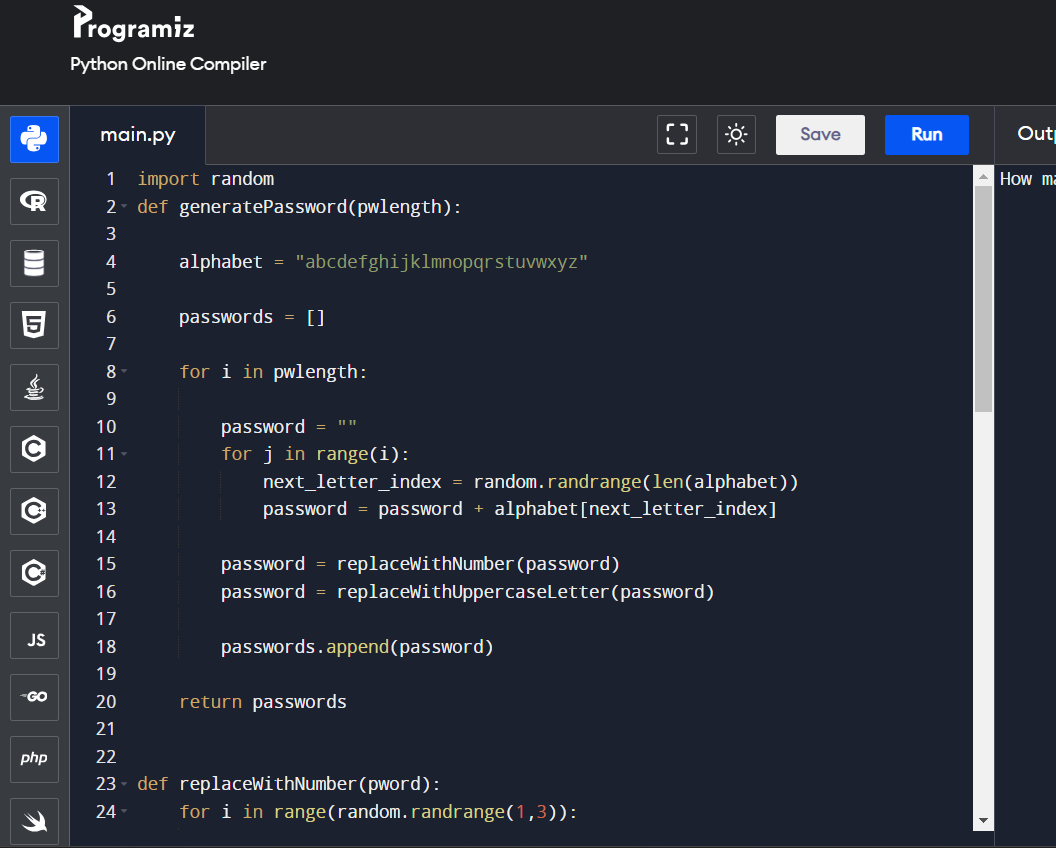 Programiz
Python Online Compiler
main.py
Save
Run
1 import random
2 def generatePassword(pwlength):
3
4     alphabet = "abcdefghijklmnopqrstuvwxyz"
5
6     passwords = []
7
8     for i in pwlength:
9
10         password = ""
11         for j in range(i):
12             next_letter_index = random.randrange(len(alphabet))
13             password = password + alphabet[next_letter_index]
14
15         password = replaceWithNumber(password)
16         password = replaceWithUppercaseLetter(password)
17
18         passwords.append(password)
19
20     return passwords
21
22
23 def replaceWithNumber(pword):
24     for i in range(random.randrange(1,3)):
How
R
5
C
C++
C#
JS
GO
php